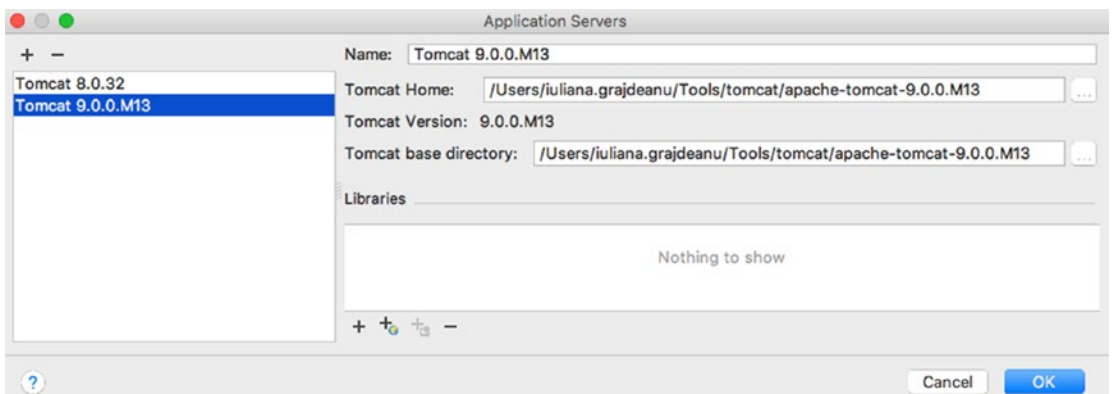 Application Servers
+ −
Tomcat 8.0.32
Tomcat 9.0.0.M13
Name: Tomcat 9.0.0.M13
Tomcat Home: /Users/iuliana.grajdeanu/Tools/tomcat/apache-tomcat-9.0.0.M13 ...
Tomcat Version: 9.0.0.M13
Tomcat base directory: /Users/iuliana.grajdeanu/Tools/tomcat/apache-tomcat-9.0.0.M13 ...
Libraries
Nothing to show
+ + + −
? Cancel OK